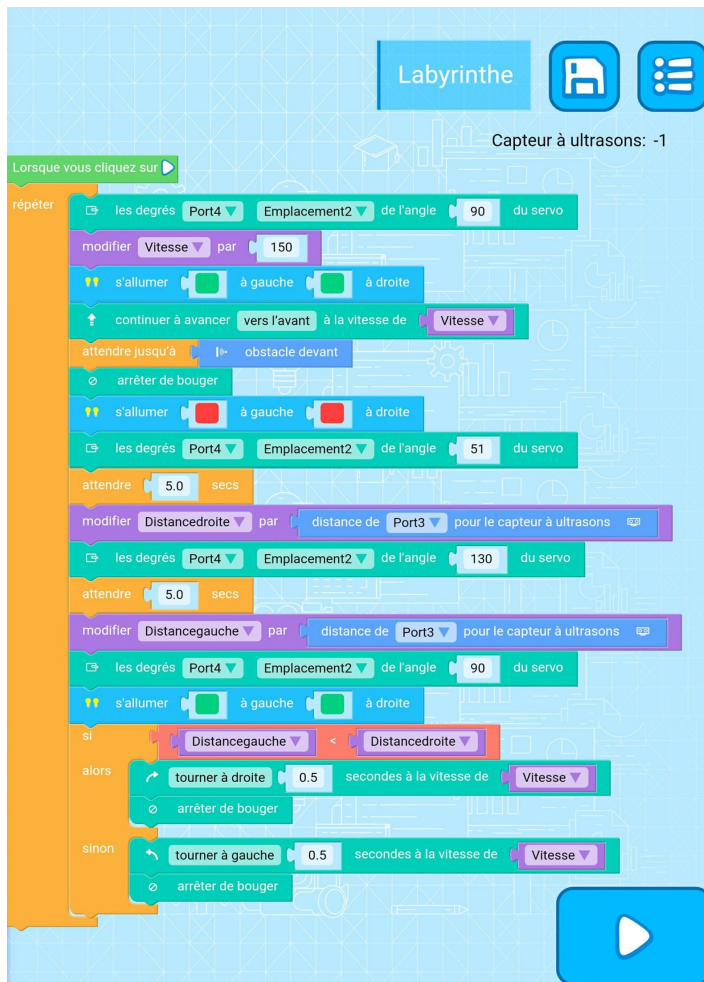 Labyrinthe
Capteur à ultrasons: -1
Lorsque vous cliquez sur
répéter
les degrés Port4 Emplacement2 de l'angle 90 du servo
modifier Vitesse par 150
s'allumer à gauche à droite
continuer à avancer vers l'avant à la vitesse de Vitesse
attendre jusqu'à obstacle devant
arrêter de bouger
s'allumer à gauche à droite
les degrés Port4 Emplacement2 de l'angle 51 du servo
attendre 5.0 secs
modifier Distancedroite par distance de Port3 pour le capteur à ultrasons
les degrés Port4 Emplacement2 de l'angle 130 du servo
attendre 5.0 secs
modifier Distancegauche par distance de Port3 pour le capteur à ultrasons
les degrés Port4 Emplacement2 de l'angle 90 du servo
s'allumer à gauche à droite
si Distancegauche < Distancedroite
alors tourner à droite 0.5 secondes à la vitesse de Vitesse
arrêter de bouger
sinon tourner à gauche 0.5 secondes à la vitesse de Vitesse
arrêter de bouger